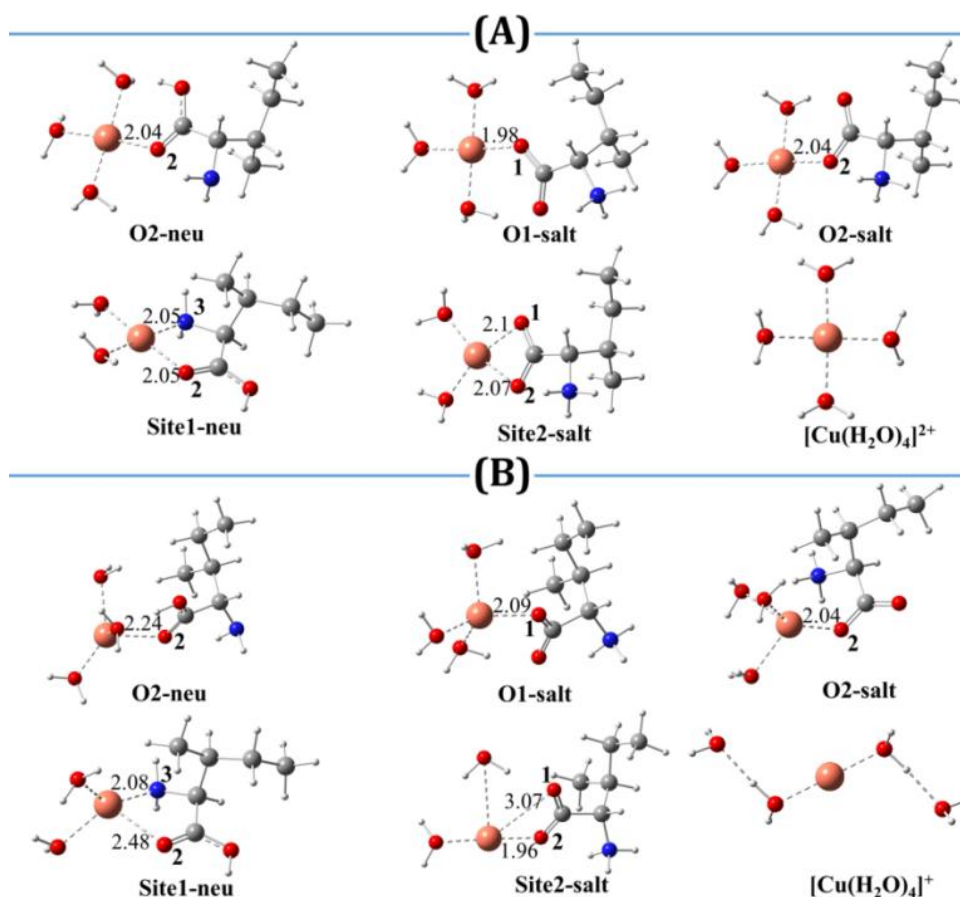 (A)
2.04
2
O2-neu
1.98
1
O1-salt
2.04
2
O2-salt
2.05
3
2.05
2
Site1-neu
2.1
1
2.07
2
Site2-salt
[Cu(H₂O)₄]²⁺
(B)
2.24
2
O2-neu
2.09
1
O1-salt
2.04
2
O2-salt
2.08
3
2.48
2
Site1-neu
1
3.07
2
1.96
Site2-salt
[Cu(H₂O)₄]⁺